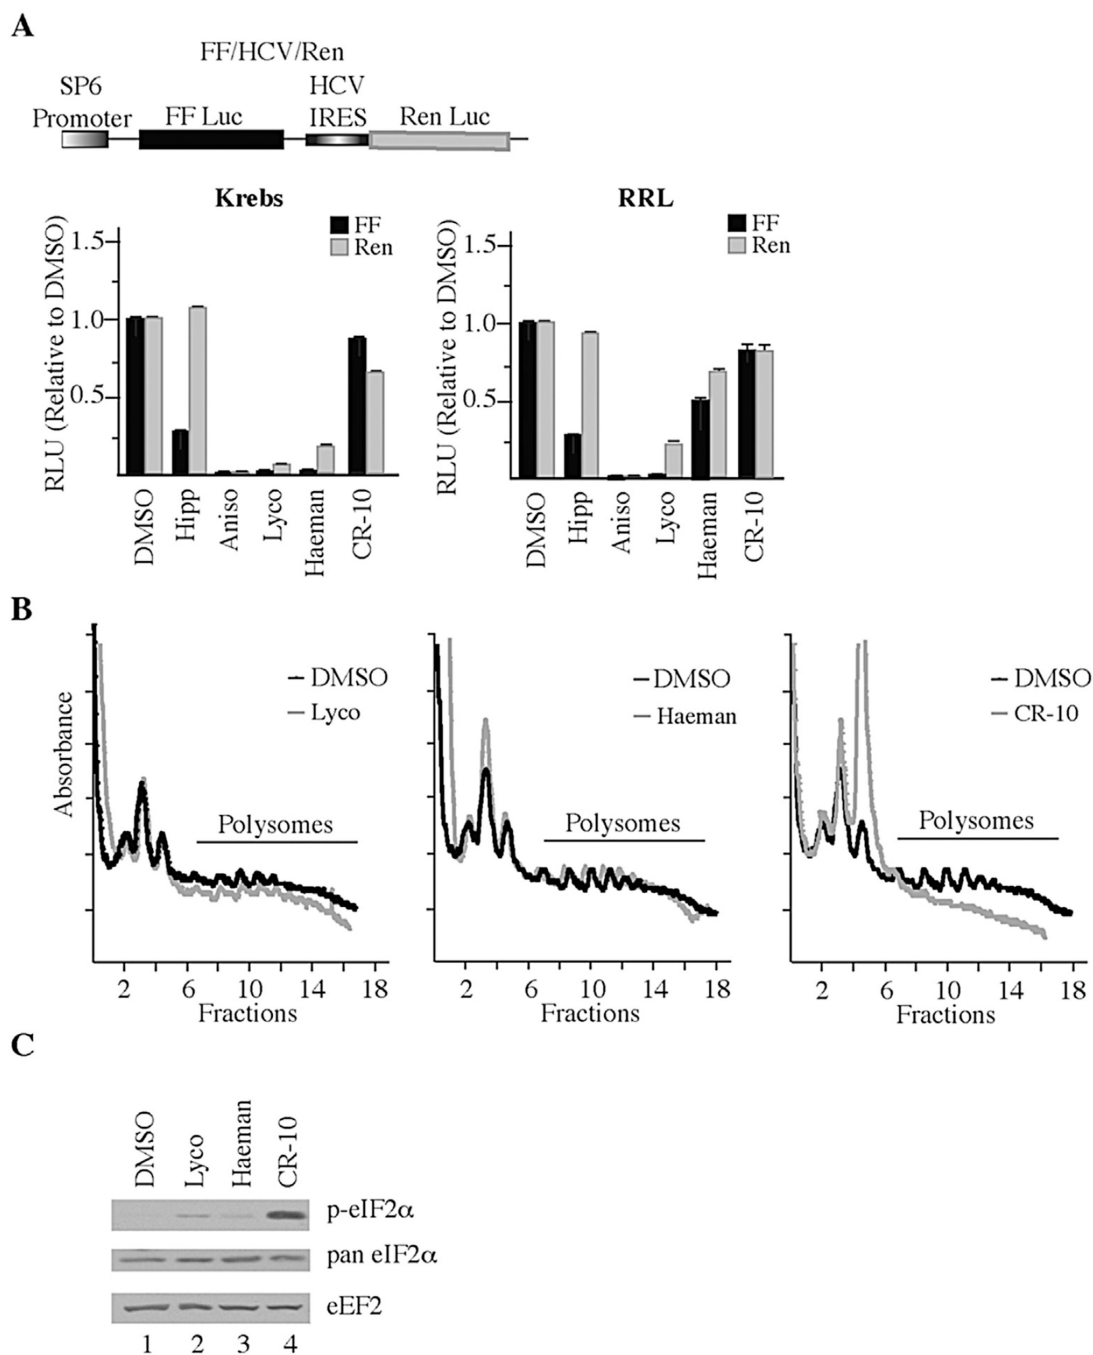 A
FF/HCV/Ren
SP6 Promoter
FF Luc
HCV IRES
Ren Luc
Krebs
FF
Ren
RLU (Relative to DMSO)
1.5
1.0
0.5
DMSO
Hipp
Aniso
Lyco
Haeman
CR-10
RRL
FF
Ren
RLU (Relative to DMSO)
1.5
1.0
0.5
DMSO
Hipp
Aniso
Lyco
Haeman
CR-10
B
Absorbance
DMSO
Lyco
Polysomes
2 6 10 14 18
Fractions
DMSO
Haeman
Polysomes
2 6 10 14 18
Fractions
DMSO
CR-10
Polysomes
2 6 10 14 18
Fractions
C
DMSO
Lyco
Haeman
CR-10
p-eIF2α
pan eIF2α
eEF2
1 2 3 4